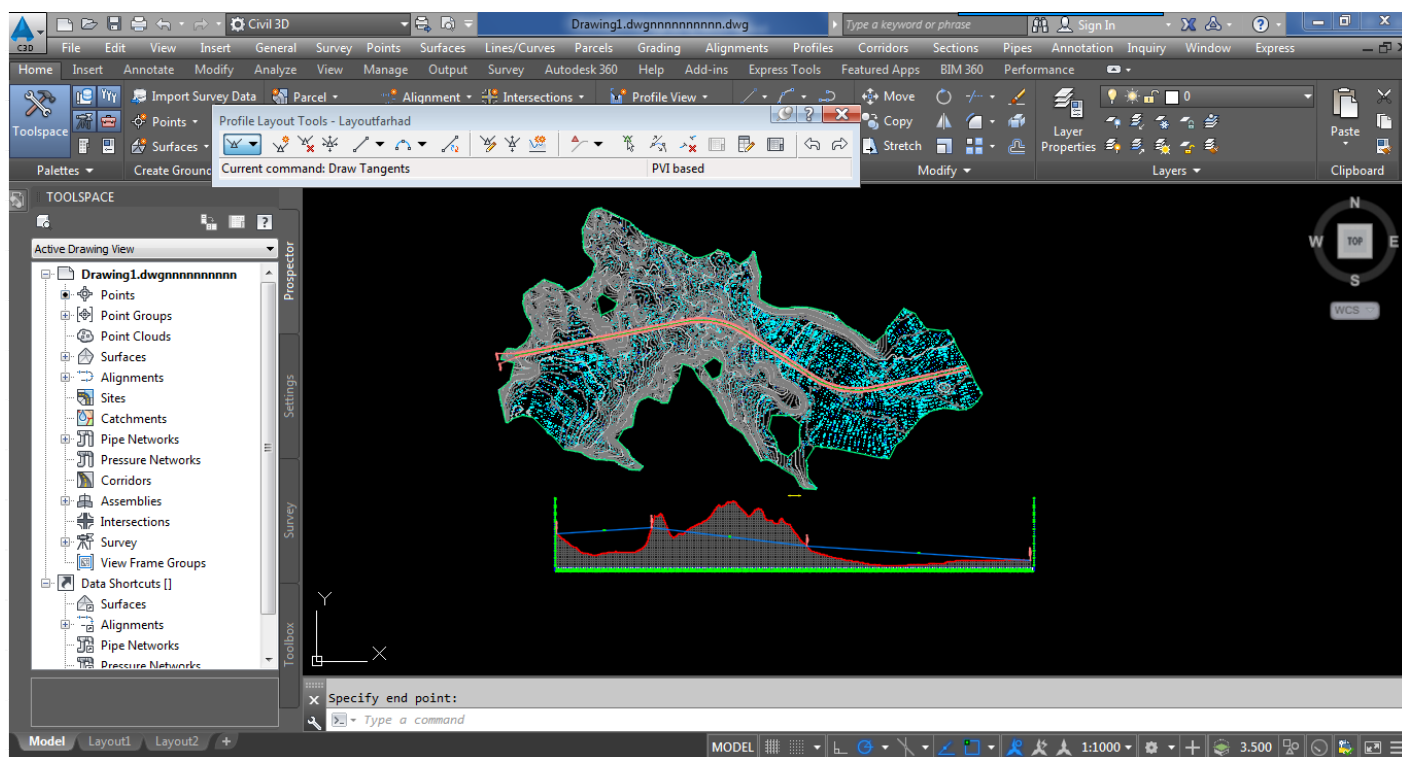 Civil 3D Drawing1.dwgnnnnnnnnnn.dwg Type a keyword or phrase Sign In
C3D File Edit View Insert General Survey Points Surfaces Lines/Curves Parcels Grading Alignments Profiles Corridors Sections Pipes Annotation Inquiry Window Express
Home Insert Annotate Modify Analyze View Manage Output Survey Autodesk 360 Help Add-ins Express Tools Featured Apps BIM 360 Performance
Toolspace
Import Survey Data Parcel Alignment Intersections Profile View Move 0
Points Copy
Surfaces Stretch
Layer
Properties
Paste
Palettes Create Ground Modify Layers Clipboard
Profile Layout Tools - Layoutfarhad
Current command: Draw Tangents PVI based
TOOLSPACE
Active Drawing View
Drawing1.dwgnnnnnnnnnn
Points
Point Groups
Point Clouds
Surfaces
Alignments
Sites
Catchments
Pipe Networks
Pressure Networks
Corridors
Assemblies
Intersections
Survey
View Frame Groups
Data Shortcuts []
Surfaces
Alignments
Pipe Networks
Pressure Networks
Prospector
Settings
Survey
Toolbox
N
W TOP E
S
WCS
Y
X
Specify end point:
Type a command
Model Layout1 Layout2 +
MODEL 1:1000 3.500